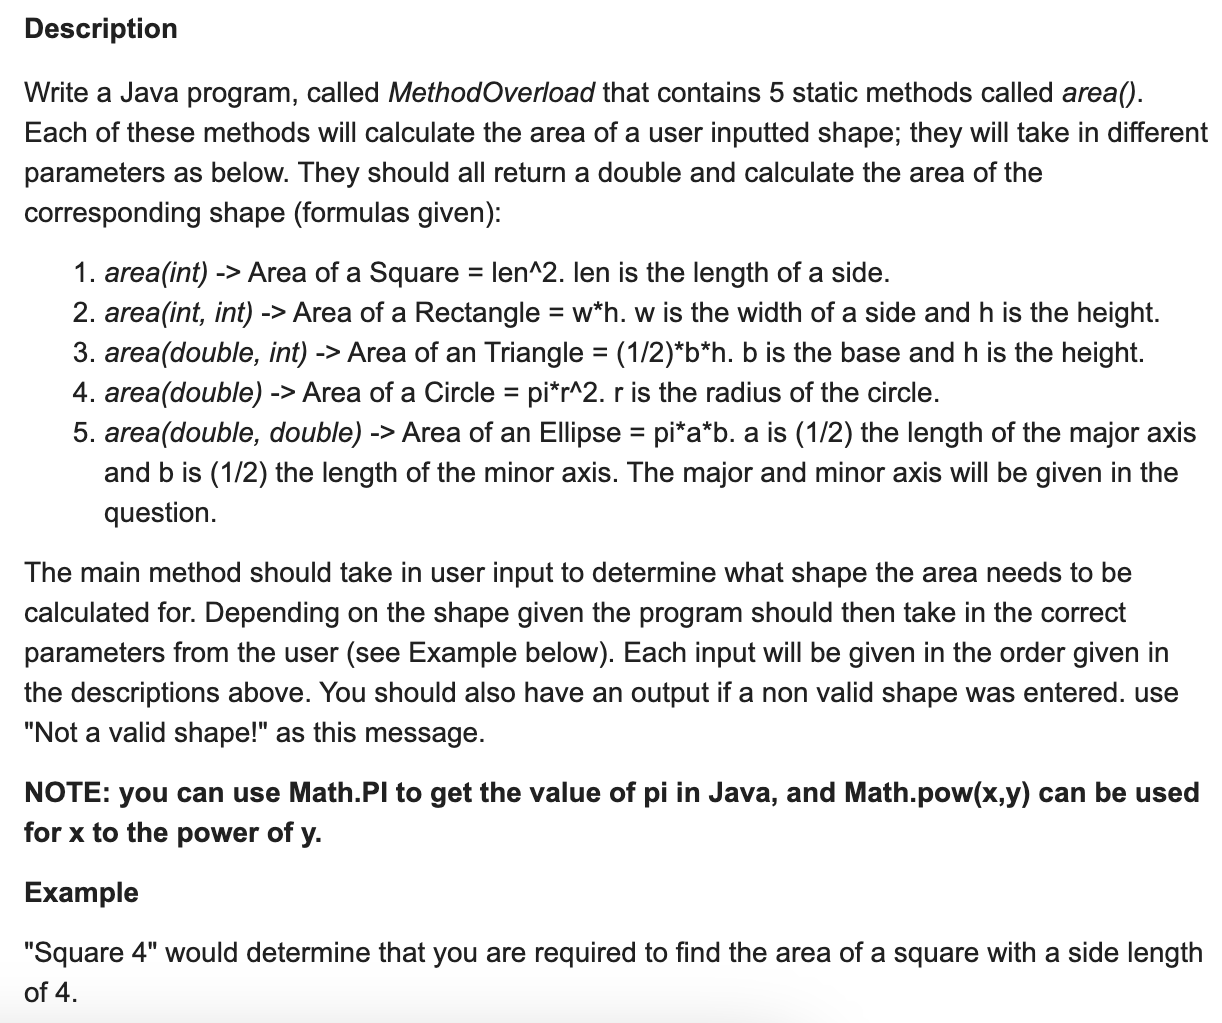 Description
Write a Java program, called MethodOverload that contains 5 static methods called area().
Each of these methods will calculate the area of a user inputted shape; they will take in different
parameters as below. They should all return a double and calculate the area of the
corresponding shape (formulas given):
1. area(int) -> Area of a Square = len^2. len is the length of a side.
2. area(int, int) -> Area of a Rectangle = w*h. w is the width of a side and h is the height.
3. area(double, int) -> Area of an Triangle = (1/2)*b*h. b is the base and h is the height.
4. area(double) -> Area of a Circle = pi*r^2. r is the radius of the circle.
5. area(double, double) -> Area of an Ellipse = pi*a*b. a is (1/2) the length of the major axis
and b is (1/2) the length of the minor axis. The major and minor axis will be given in the
question.
The main method should take in user input to determine what shape the area needs to be
calculated for. Depending on the shape given the program should then take in the correct
parameters from the user (see Example below). Each input will be given in the order given in
the descriptions above. You should also have an output if a non valid shape was entered. use
"Not a valid shape!" as this message.
NOTE: you can use Math.PI to get the value of pi in Java, and Math.pow(x,y) can be used
for x to the power of y.
Example
"Square 4" would determine that you are required to find the area of a square with a side length
of 4.